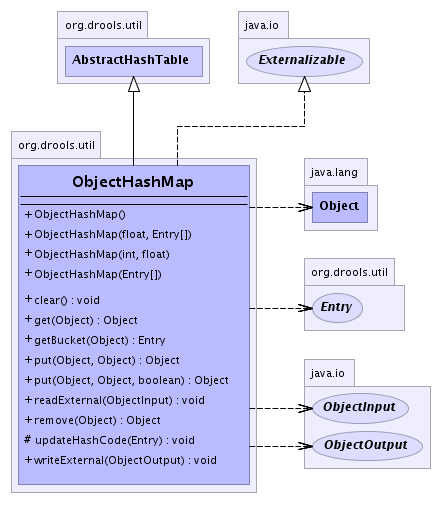 org.drools.util
AbstractHashTable
java.io
Externalizable
org.drools.util
ObjectHashMap
+ ObjectHashMap()
+ ObjectHashMap(float, Entry[])
+ ObjectHashMap(int, float)
+ ObjectHashMap(Entry[])
+ clear() : void
+ get(Object) : Object
+ getBucket(Object) : Entry
+ put(Object, Object) : Object
+ put(Object, Object, boolean) : Object
+ readExternal(ObjectInput) : void
+ remove(Object) : Object
# updateHashCode(Entry) : void
+ writeExternal(ObjectOutput) : void
java.lang
Object
org.drools.util
Entry
java.io
ObjectInput
ObjectOutput